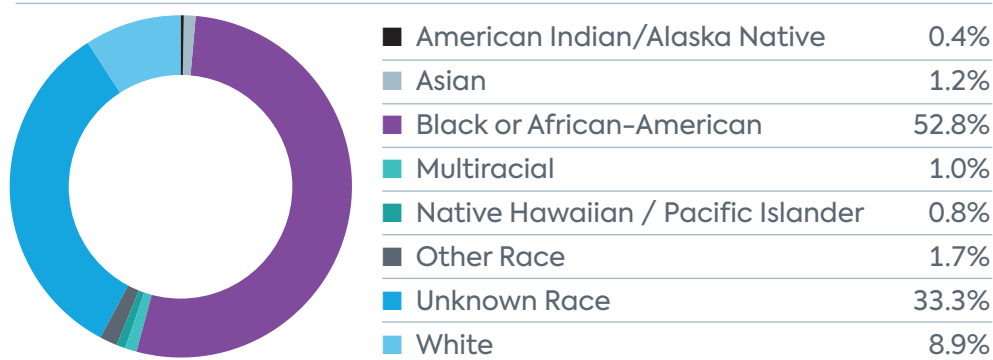 American Indian/Alaska Native 0.4%
Asian 1.2%
Black or African-American 52.8%
Multiracial 1.0%
Native Hawaiian / Pacific Islander 0.8%
Other Race 1.7%
Unknown Race 33.3%
White 8.9%